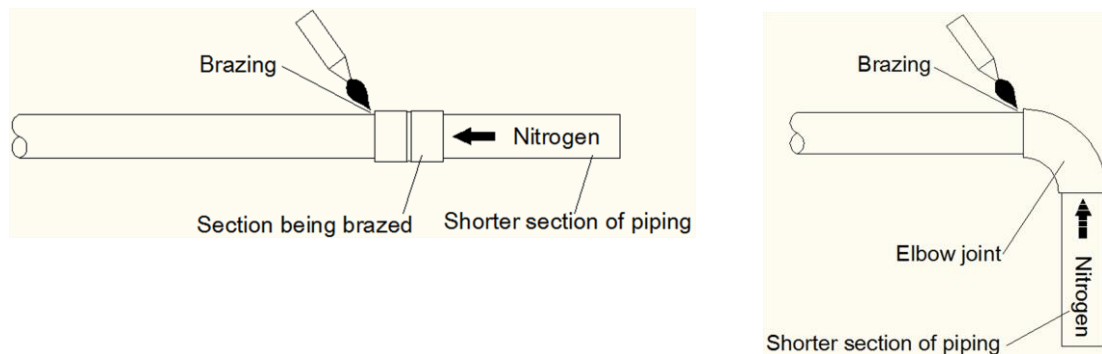 Brazing
Nitrogen
Section being brazed
Shorter section of piping
Brazing
Elbow joint
Nitrogen
Shorter section of piping